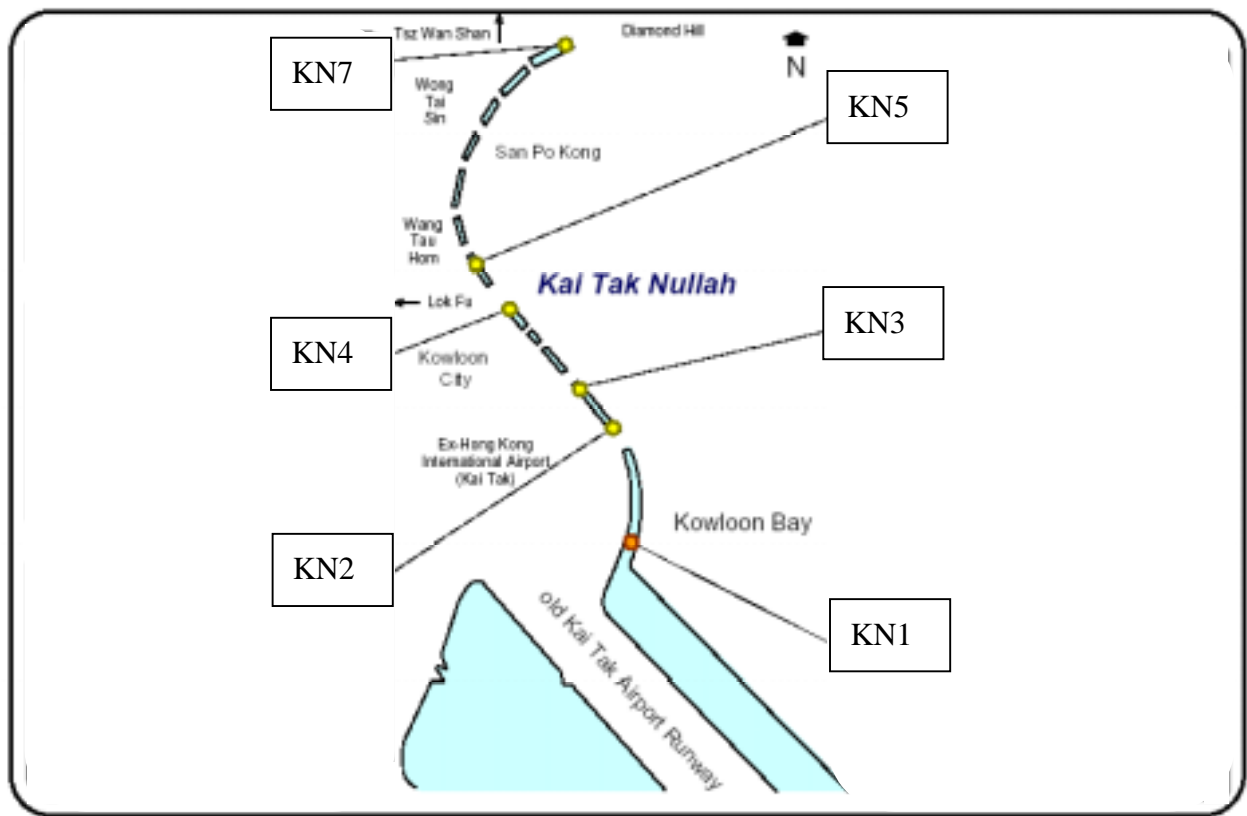 Tsz Wan Shan
Diamond Hill
KN7
N
Wong
Tai
Sin
KN5
San Po Kong
Wang
Tau
Hom
Kai Tak Nullah
Lok Fu
KN3
KN4
Kowloon
City
Ex-Hong Kong
International Airport
(Kai Tak)
Kowloon Bay
KN2
old Kai Tak Airport Runway
KN1